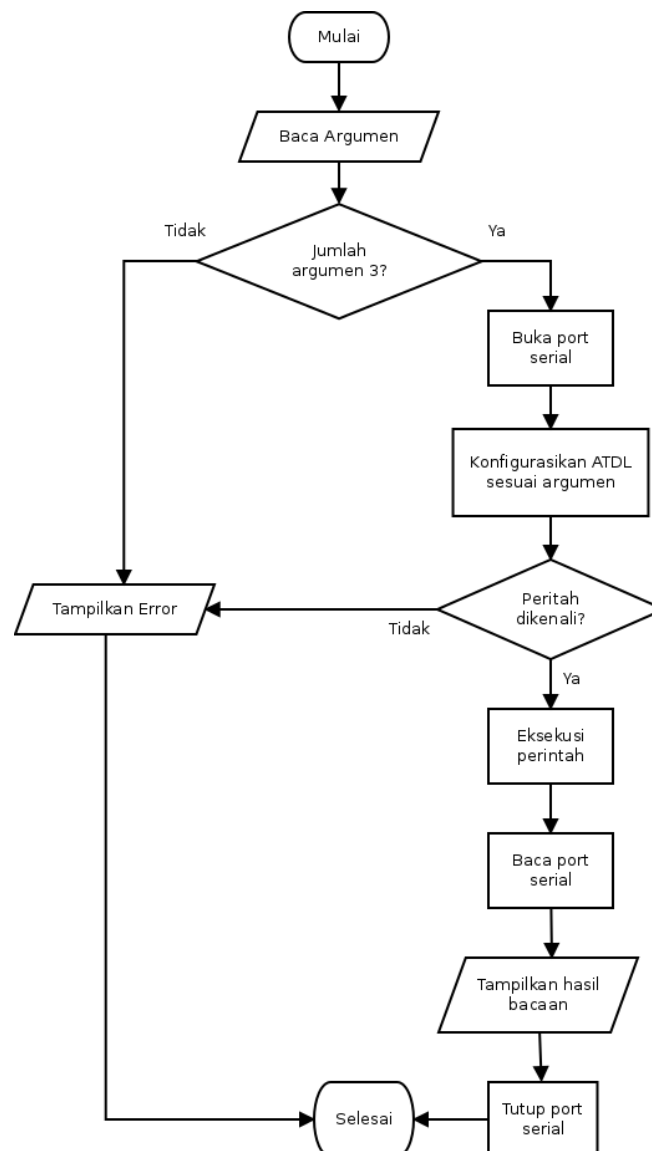 Mulai
Baca Argumen
Tidak
Ya
Jumlah
argumen 3?
Buka port
serial
Konfigurasikan ATDL
sesuai argumen
Tampilkan Error
Peritah
dikenali?
Tidak
Ya
Eksekusi
perintah
Baca port
serial
Tampilkan hasil
bacaan
Selesai
Tutup port
serial